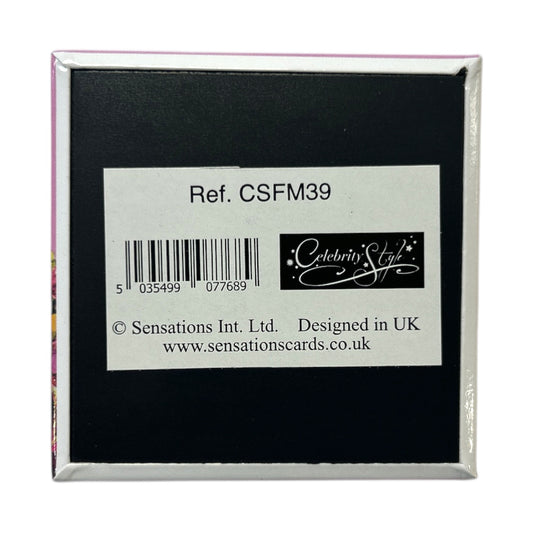 Ref. CSFM39
5 035499 077689
Celebrity Style
© Sensations Int. Ltd. Designed in UK
www.sensationscards.co.uk